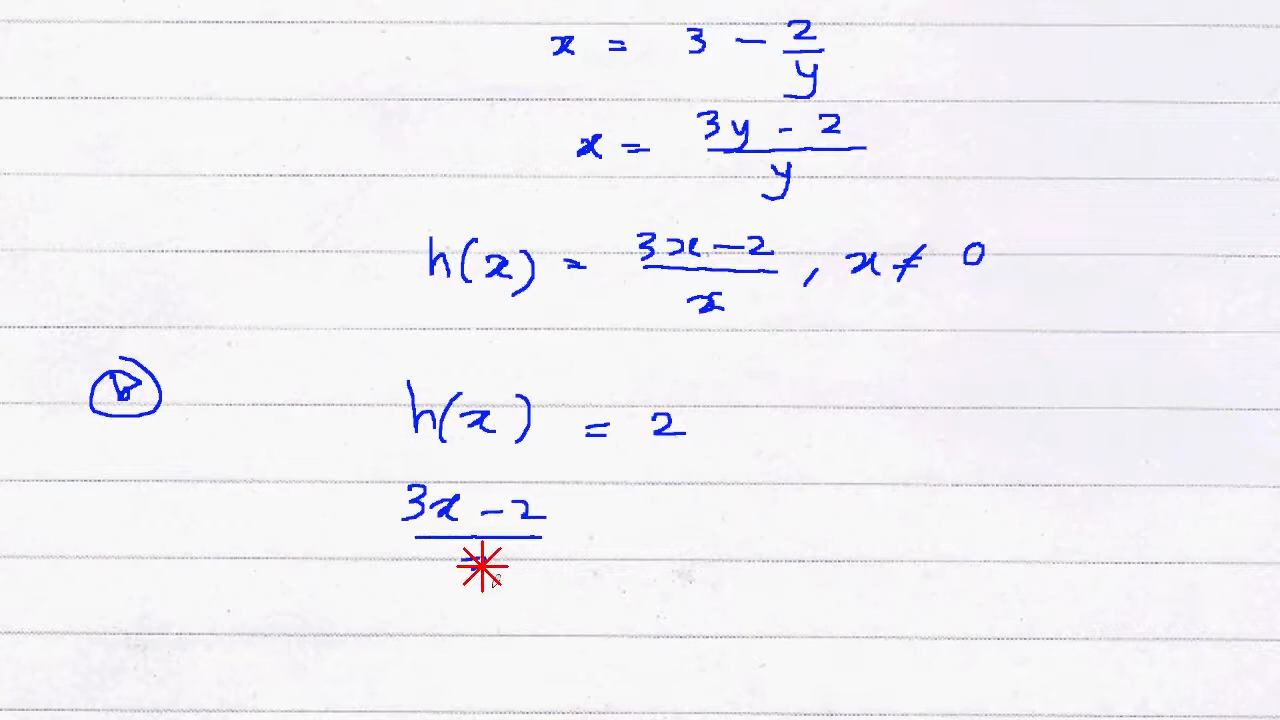 x = 3 - 2/y
x = (3y - 2)/y
h(x) = (3x - 2)/x , x ≠ 0
h(x) = 2
3x - 2